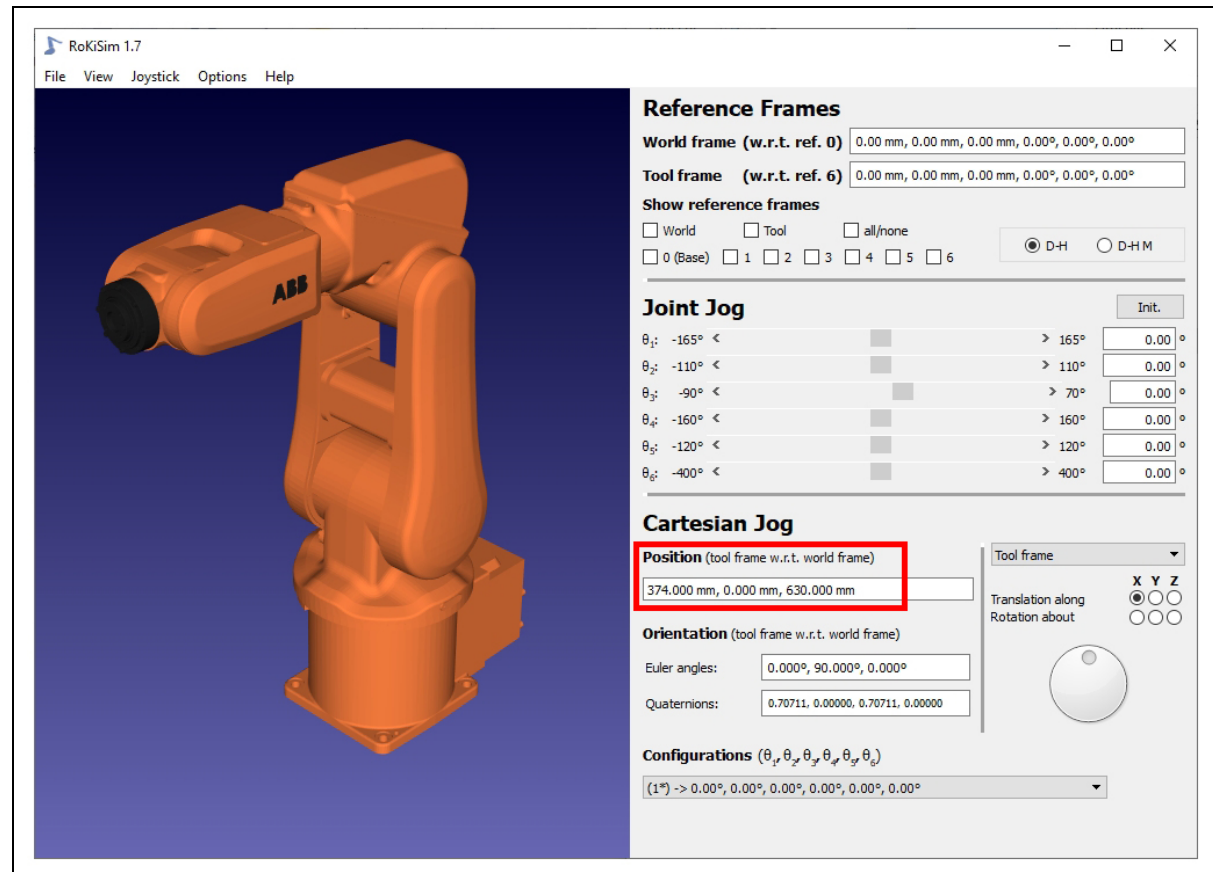 RoKiSim 1.7
File View Joystick Options Help
ABB
Reference Frames
World frame (w.r.t. ref. 0) 0.00 mm, 0.00 mm, 0.00 mm, 0.00°, 0.00°, 0.00°
Tool frame (w.r.t. ref. 6) 0.00 mm, 0.00 mm, 0.00 mm, 0.00°, 0.00°, 0.00°
Show reference frames
World Tool all/none
D-H D-H M
0 (Base) 1 2 3 4 5 6
Joint Jog Init.
θ1: -165° < > 165° 0.00 °
θ2: -110° < > 110° 0.00 °
θ3: -90° < > 70° 0.00 °
θ4: -160° < > 160° 0.00 °
θ5: -120° < > 120° 0.00 °
θ6: -400° < > 400° 0.00 °
Cartesian Jog
Position (tool frame w.r.t. world frame)
374.000 mm, 0.000 mm, 630.000 mm
Tool frame
X Y Z
Translation along
Rotation about
Orientation (tool frame w.r.t. world frame)
Euler angles: 0.000°, 90.000°, 0.000°
Quaternions: 0.70711, 0.00000, 0.70711, 0.00000
Configurations (θ1, θ2, θ3, θ4, θ5, θ6)
(1*) -> 0.00°, 0.00°, 0.00°, 0.00°, 0.00°, 0.00°